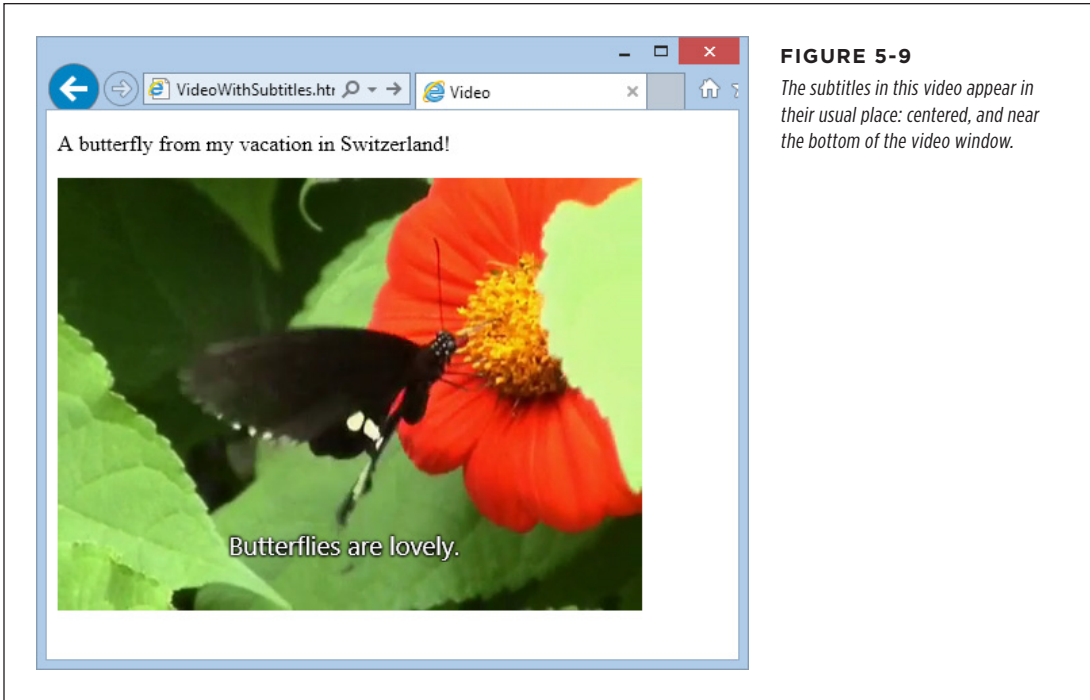 VideoWithSubtitles.htr
Video
A butterfly from my vacation in Switzerland!
Butterflies are lovely.
FIGURE 5-9
The subtitles in this video appear in
their usual place: centered, and near
the bottom of the video window.